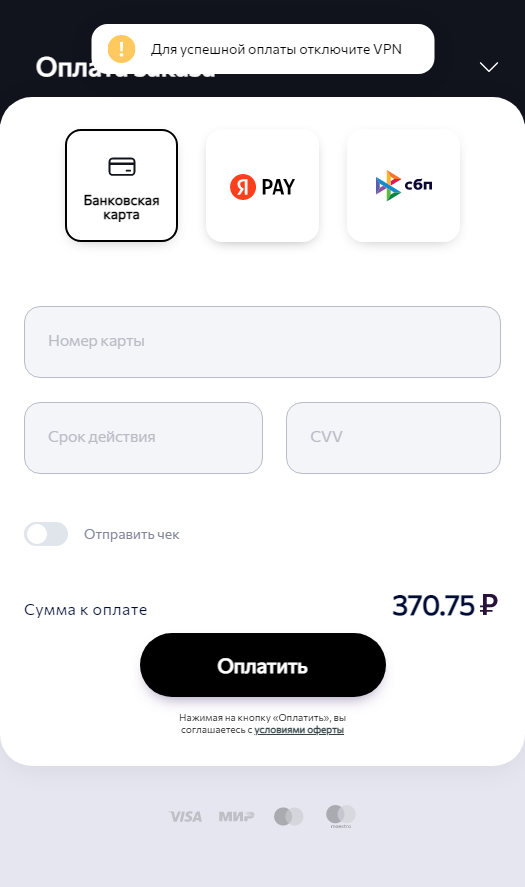 Для успешной оплаты отключите VPN
Оплата заказа
Банковская
карта
Я PAY
сбп
Номер карты
Срок действия
CVV
Отправить чек
Сумма к оплате
370.75 ₽
Оплатить
Нажимая на кнопку «Оплатить», вы
соглашаетесь с условиями оферты
VISA
МИР
maestro